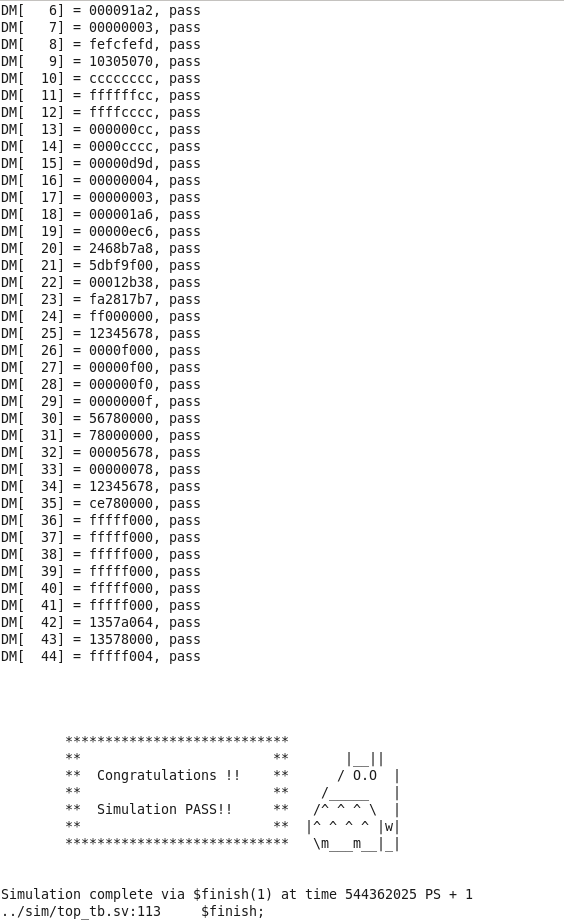 DM[   6] = 000091a2, pass
DM[   7] = 00000003, pass
DM[   8] = fefcfefd, pass
DM[   9] = 10305070, pass
DM[  10] = cccccccc, pass
DM[  11] = ffffffcc, pass
DM[  12] = ffffcccc, pass
DM[  13] = 000000cc, pass
DM[  14] = 0000cccc, pass
DM[  15] = 00000d9d, pass
DM[  16] = 00000004, pass
DM[  17] = 00000003, pass
DM[  18] = 000001a6, pass
DM[  19] = 00000ec6, pass
DM[  20] = 2468b7a8, pass
DM[  21] = 5dbf9f00, pass
DM[  22] = 00012b38, pass
DM[  23] = fa2817b7, pass
DM[  24] = ff000000, pass
DM[  25] = 12345678, pass
DM[  26] = 0000f000, pass
DM[  27] = 00000f00, pass
DM[  28] = 000000f0, pass
DM[  29] = 0000000f, pass
DM[  30] = 56780000, pass
DM[  31] = 78000000, pass
DM[  32] = 00005678, pass
DM[  33] = 00000078, pass
DM[  34] = 12345678, pass
DM[  35] = ce780000, pass
DM[  36] = fffff000, pass
DM[  37] = fffff000, pass
DM[  38] = fffff000, pass
DM[  39] = fffff000, pass
DM[  40] = fffff000, pass
DM[  41] = fffff000, pass
DM[  42] = 1357a064, pass
DM[  43] = 13578000, pass
DM[  44] = fffff004, pass
        ****************************
        **                        **       |__||
        **  Congratulations !!    **      / O.O  |
        **                        **    /_____   |
        **  Simulation PASS!!     **   /^ ^ ^ \  |
        **                        **  |^ ^ ^ ^ |w|
        ****************************   \m___m__|_|
Simulation complete via $finish(1) at time 544362025 PS + 1
../sim/top_tb.sv:113     $finish;